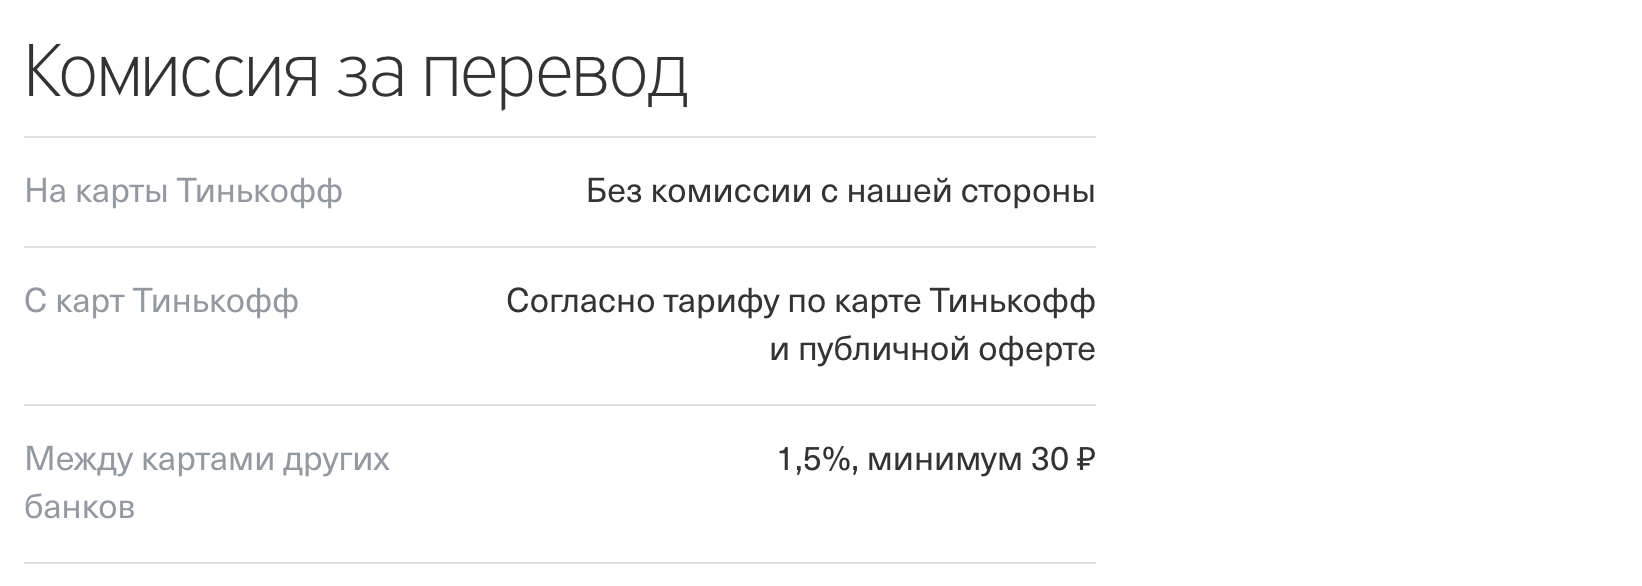 Комиссия за перевод
На карты Тинькофф
Без комиссии с нашей стороны
С карт Тинькофф
Согласно тарифу по карте Тинькофф
и публичной оферте
Между картами других
банков
1,5%, минимум 30 ₽